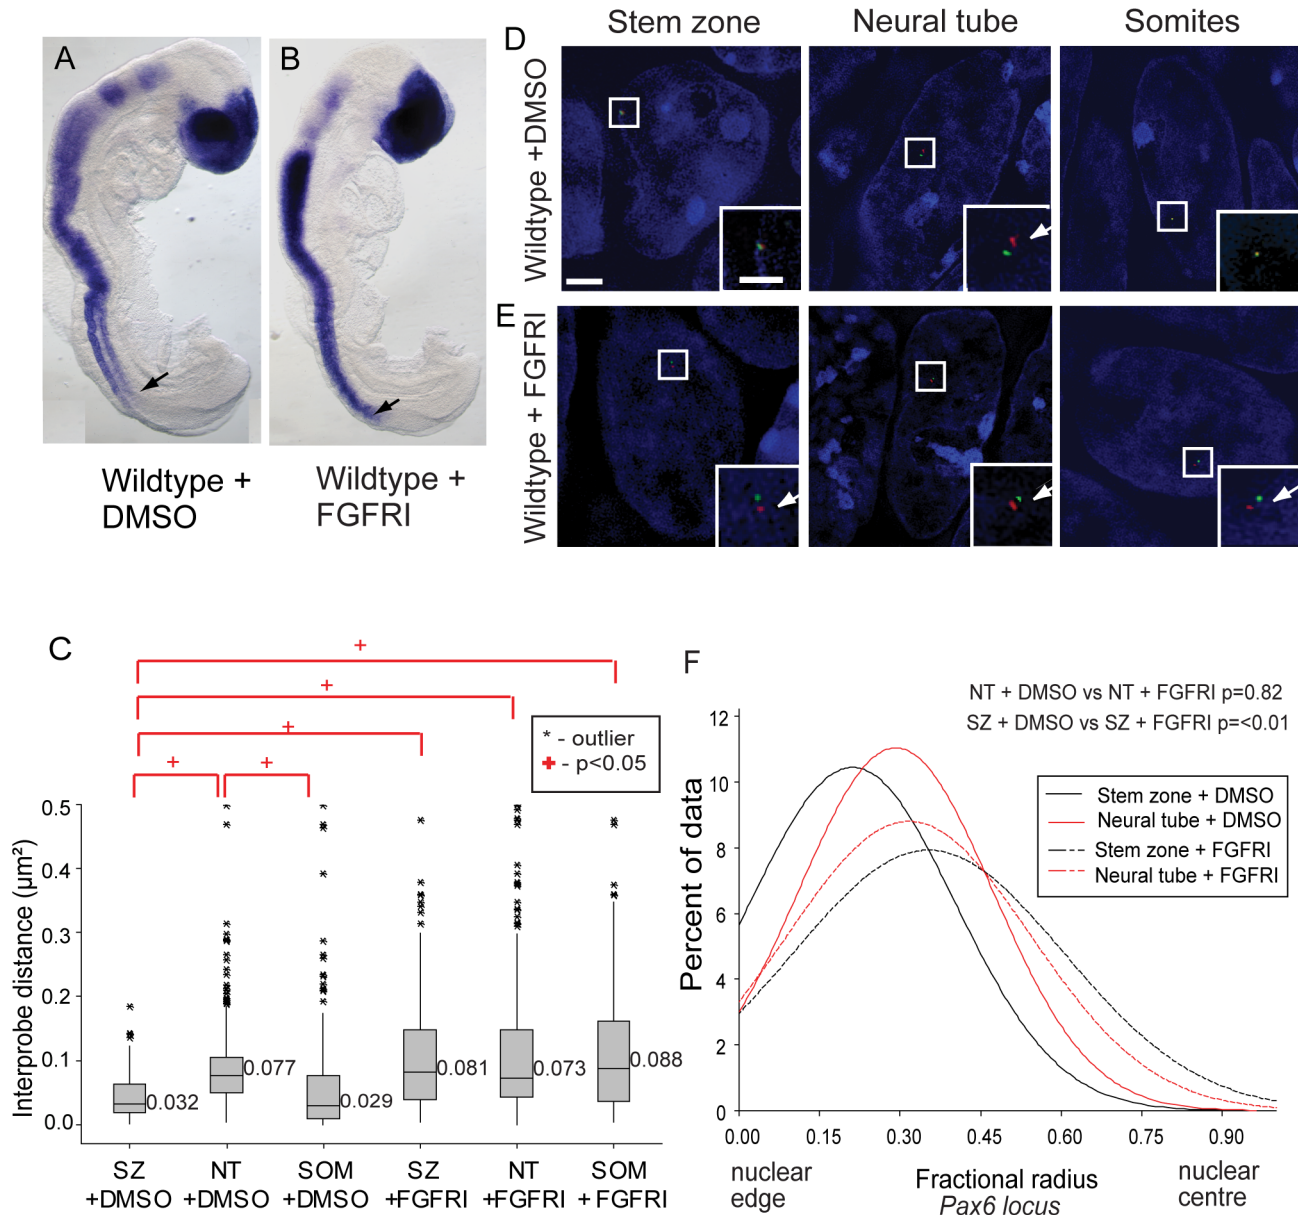 Stem zone
Neural tube
Somites
A
B
D
Wildtype +DMSO
E
Wildtype + FGFRI
Wildtype +
DMSO
Wildtype +
FGFRI
C
+
+
+
+
+
* - outlier
+ - p<0.05
Interprobe distance (µm²)
0.5
0.4
0.3
0.2
0.1
0.0
0.032
0.077
0.029
0.081
0.073
0.088
SZ
+DMSO
NT
+DMSO
SOM
+DMSO
SZ
+FGFRI
NT
+FGFRI
SOM
+FGFRI
F
NT + DMSO vs NT + FGFRI p=0.82
SZ + DMSO vs SZ + FGFRI p=<0.01
Stem zone + DMSO
Neural tube + DMSO
Stem zone + FGFRI
Neural tube + FGFRI
Percent of data
12
10
8
6
4
2
0
0.00
0.15
0.30
0.45
0.60
0.75
0.90
nuclear
edge
Fractional radius
Pax6 locus
nuclear
centre